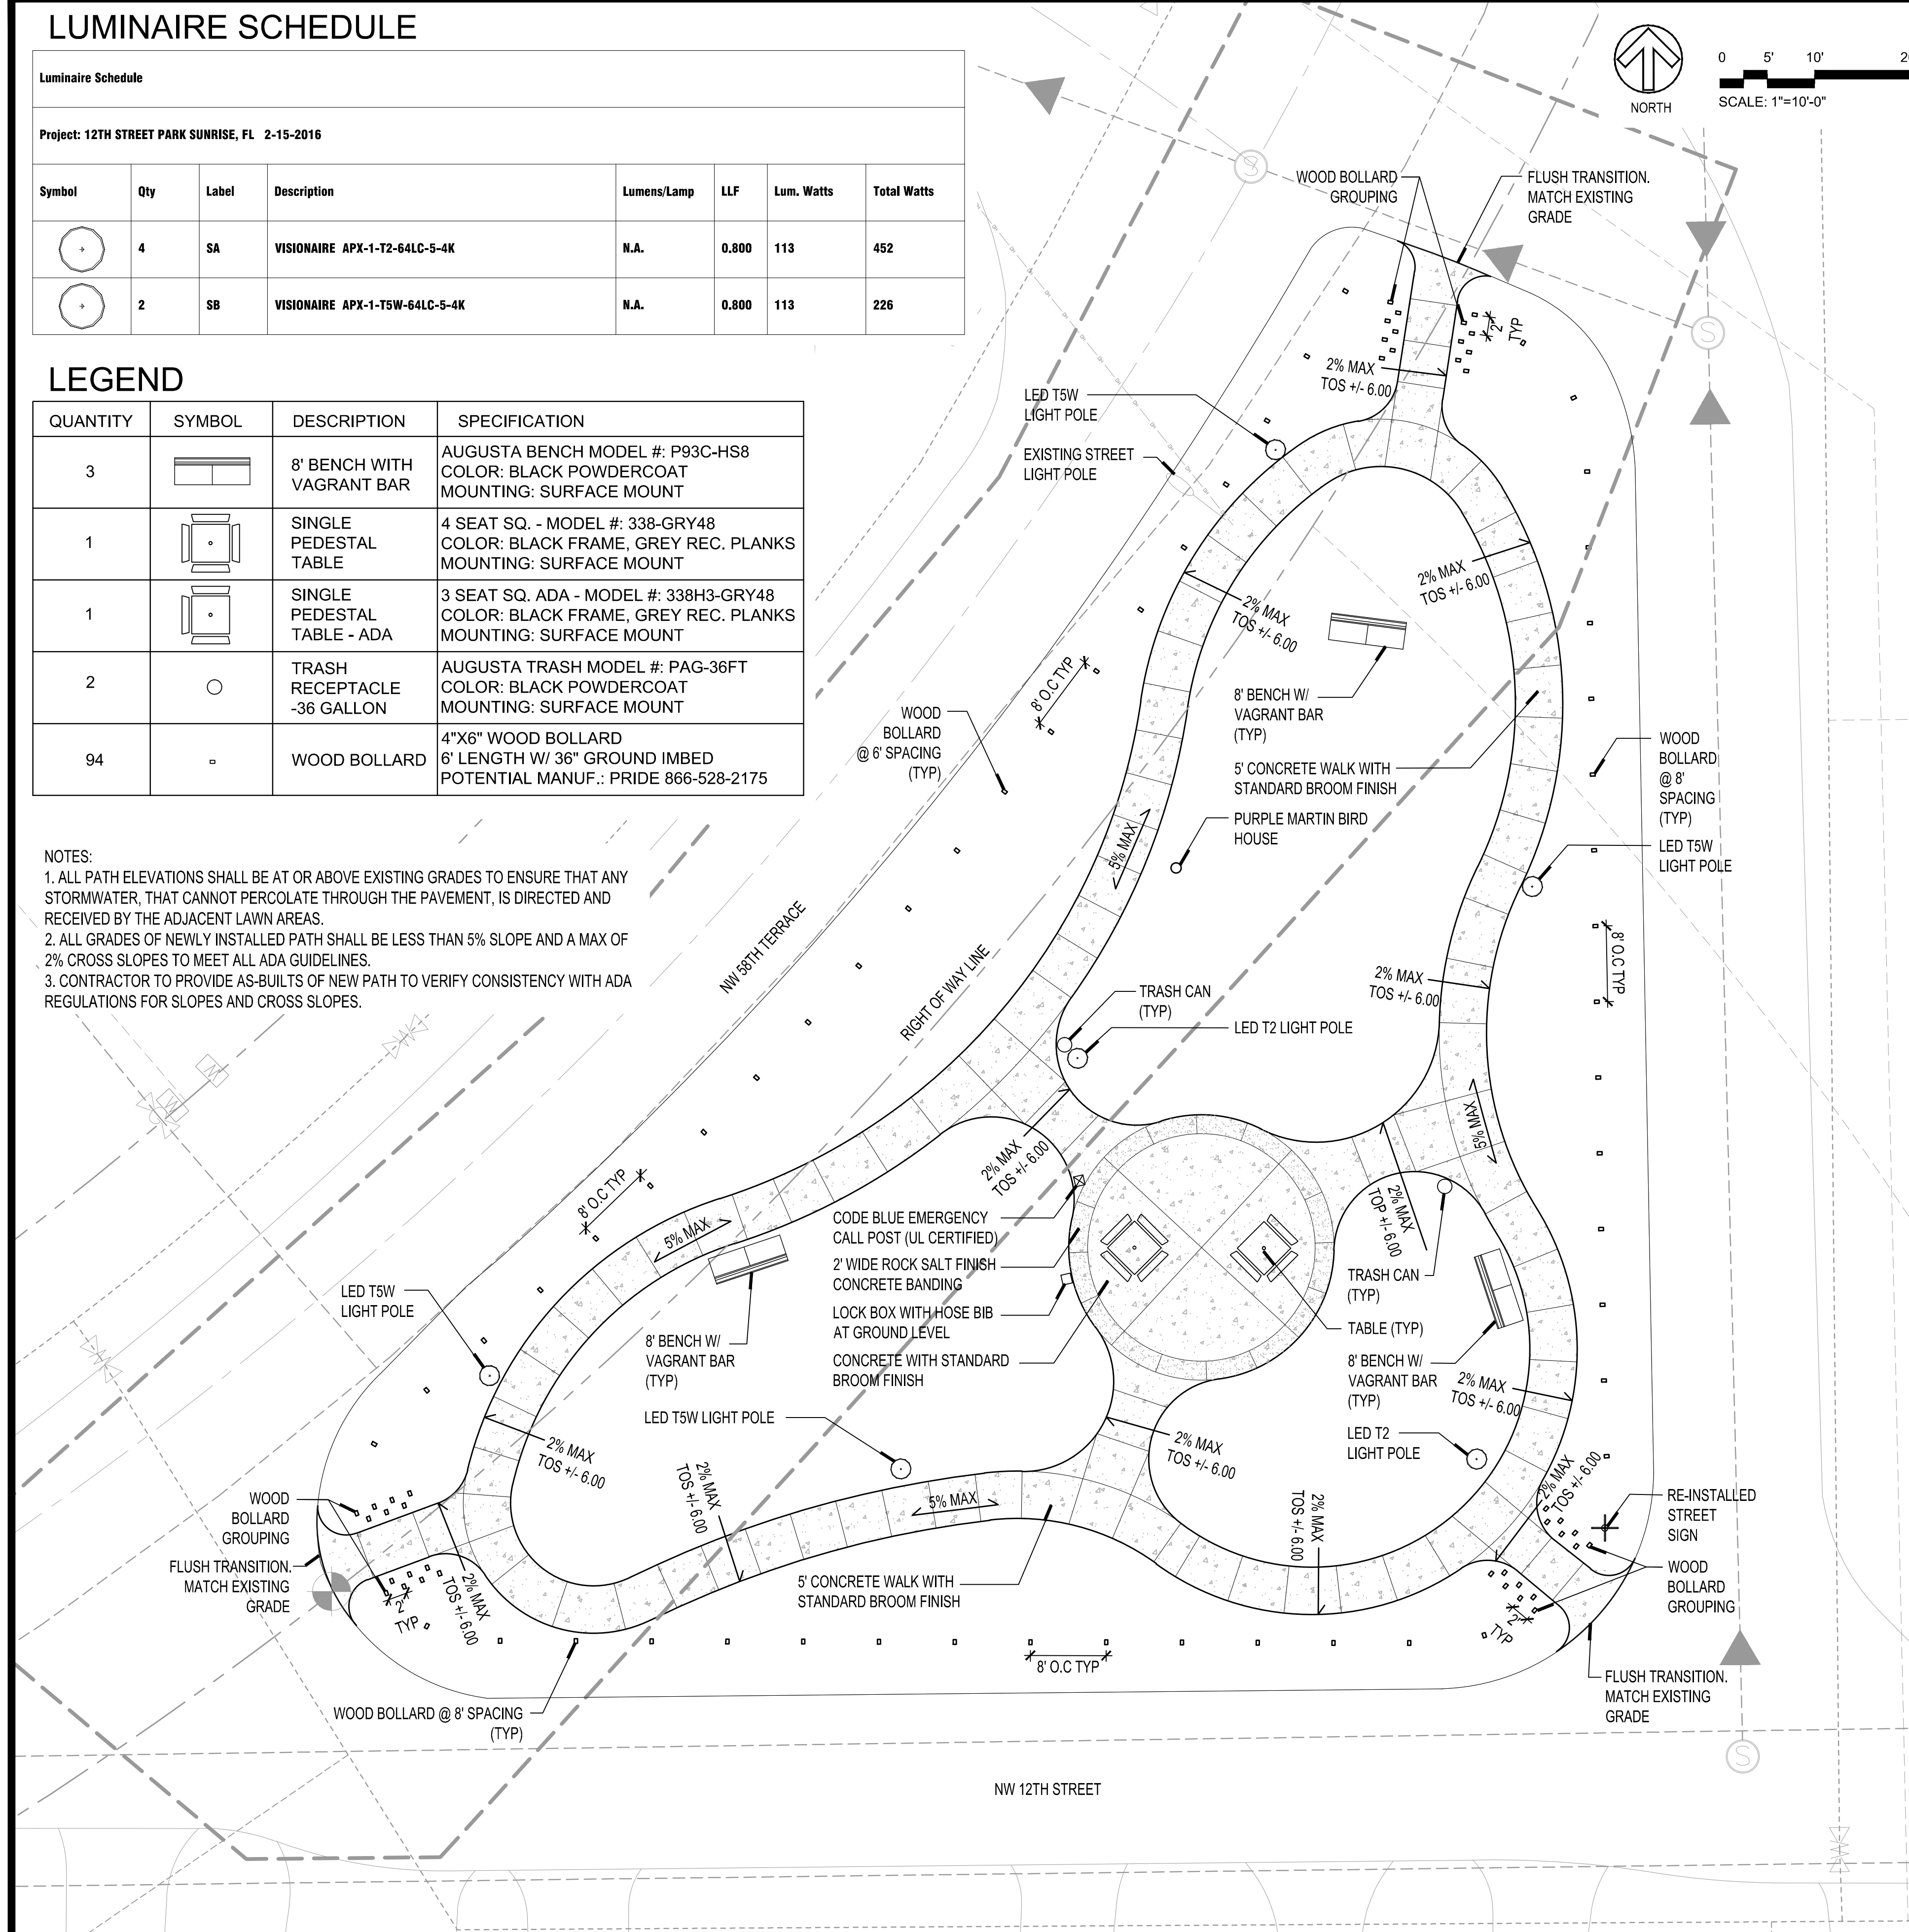 LUMINAIRE SCHEDULE
Luminaire Schedule
Project: 12TH STREET PARK SUNRISE, FL 2-15-2016
Symbol Qty Label Description Lumens/Lamp LLF Lum. Watts Total Watts
4 SA VISIONAIRE APX-1-T2-64LC-5-4K N.A. 0.800 113 452
2 SB VISIONAIRE APX-1-T5W-64LC-5-4K N.A. 0.800 113 226
LEGEND
QUANTITY SYMBOL DESCRIPTION SPECIFICATION
3
8' BENCH WITH
VAGRANT BAR
AUGUSTA BENCH MODEL #: P93C-HS8
COLOR: BLACK POWDERCOAT
MOUNTING: SURFACE MOUNT
1
SINGLE
PEDESTAL
TABLE
4 SEAT SQ. - MODEL #: 338-GRY48
COLOR: BLACK FRAME, GREY REC. PLANKS
MOUNTING: SURFACE MOUNT
1
SINGLE
PEDESTAL
TABLE - ADA
3 SEAT SQ. ADA - MODEL #: 338H3-GRY48
COLOR: BLACK FRAME, GREY REC. PLANKS
MOUNTING: SURFACE MOUNT
2
TRASH
RECEPTACLE
-36 GALLON
AUGUSTA TRASH MODEL #: PAG-36FT
COLOR: BLACK POWDERCOAT
MOUNTING: SURFACE MOUNT
94
WOOD BOLLARD
4"X6" WOOD BOLLARD
6' LENGTH W/ 36" GROUND IMBED
POTENTIAL MANUF.: PRIDE 866-528-2175
NOTES:
1. ALL PATH ELEVATIONS SHALL BE AT OR ABOVE EXISTING GRADES TO ENSURE THAT ANY
STORMWATER, THAT CANNOT PERCOLATE THROUGH THE PAVEMENT, IS DIRECTED AND
RECEIVED BY THE ADJACENT LAWN AREAS.
2. ALL GRADES OF NEWLY INSTALLED PATH SHALL BE LESS THAN 5% SLOPE AND A MAX OF
2% CROSS SLOPES TO MEET ALL ADA GUIDELINES.
3. CONTRACTOR TO PROVIDE AS-BUILTS OF NEW PATH TO VERIFY CONSISTENCY WITH ADA
REGULATIONS FOR SLOPES AND CROSS SLOPES.
NORTH
0 5' 10'
SCALE: 1"=10'-0"
S
WOOD BOLLARD
GROUPING
FLUSH TRANSITION.
MATCH EXISTING
GRADE
S
2'
TYP
2% MAX
TOS +/- 6.00
LED T5W
LIGHT POLE
EXISTING STREET
LIGHT POLE
2% MAX
TOS +/- 6.00
2% MAX
TOS +/- 6.00
8' O.C TYP
8' BENCH W/
VAGRANT BAR
(TYP)
WOOD
BOLLARD
@ 6' SPACING
(TYP)
WOOD
BOLLARD
@ 8'
SPACING
(TYP)
5' CONCRETE WALK WITH
STANDARD BROOM FINISH
PURPLE MARTIN BIRD
HOUSE
5% MAX
LED T5W
LIGHT POLE
NW 58TH TERRACE
RIGHT OF WAY LINE
8' O.C TYP
2% MAX
TOS +/- 6.00
TRASH CAN
(TYP)
LED T2 LIGHT POLE
M
M
5% MAX
2% MAX
TOS +/- 6.00
8' O.C TYP
5% MAX
2% MAX
TOP +/- 6.00
CODE BLUE EMERGENCY
CALL POST (UL CERTIFIED)
2' WIDE ROCK SALT FINISH
CONCRETE BANDING
LOCK BOX WITH HOSE BIB
AT GROUND LEVEL
CONCRETE WITH STANDARD
BROOM FINISH
TRASH CAN
(TYP)
TABLE (TYP)
LED T5W
LIGHT POLE
8' BENCH W/
VAGRANT BAR
(TYP)
8' BENCH W/
VAGRANT BAR
(TYP)
2% MAX
TOS +/- 6.00
LED T5W LIGHT POLE
LED T2
LIGHT POLE
2% MAX
TOS +/- 6.00
2% MAX
TOS +/- 6.00
2% MAX
TOS +/- 6.00
2% MAX
TOS +/- 6.00
2% MAX
TOS +/- 6.00
5% MAX
WOOD
BOLLARD
GROUPING
RE-INSTALLED
STREET
SIGN
FLUSH TRANSITION.
MATCH EXISTING
GRADE
2'
TYP
2% MAX
TOS +/- 6.00
5' CONCRETE WALK WITH
STANDARD BROOM FINISH
WOOD
BOLLARD
GROUPING
2'
TYP
8' O.C TYP
FLUSH TRANSITION.
MATCH EXISTING
GRADE
WOOD BOLLARD @ 8' SPACING
(TYP)
S
NW 12TH STREET